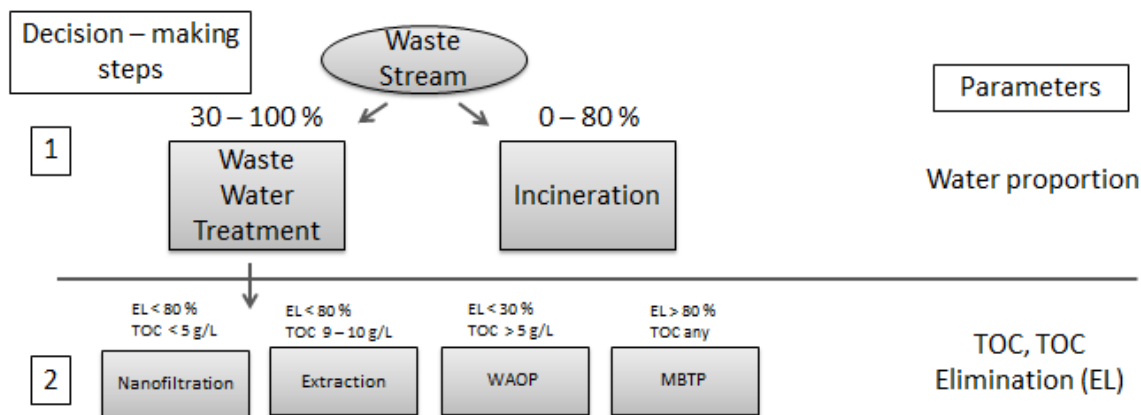 Decision – making
steps
Waste
Stream
Parameters
30 – 100 %
0 – 80 %
1
Waste
Water
Treatment
Incineration
Water proportion
EL < 80 %
TOC < 5 g/L
EL < 80 %
TOC 9 – 10 g/L
EL < 30 %
TOC > 5 g/L
EL > 80 %
TOC any
2
Nanofiltration
Extraction
WAOP
MBTP
TOC, TOC
Elimination (EL)